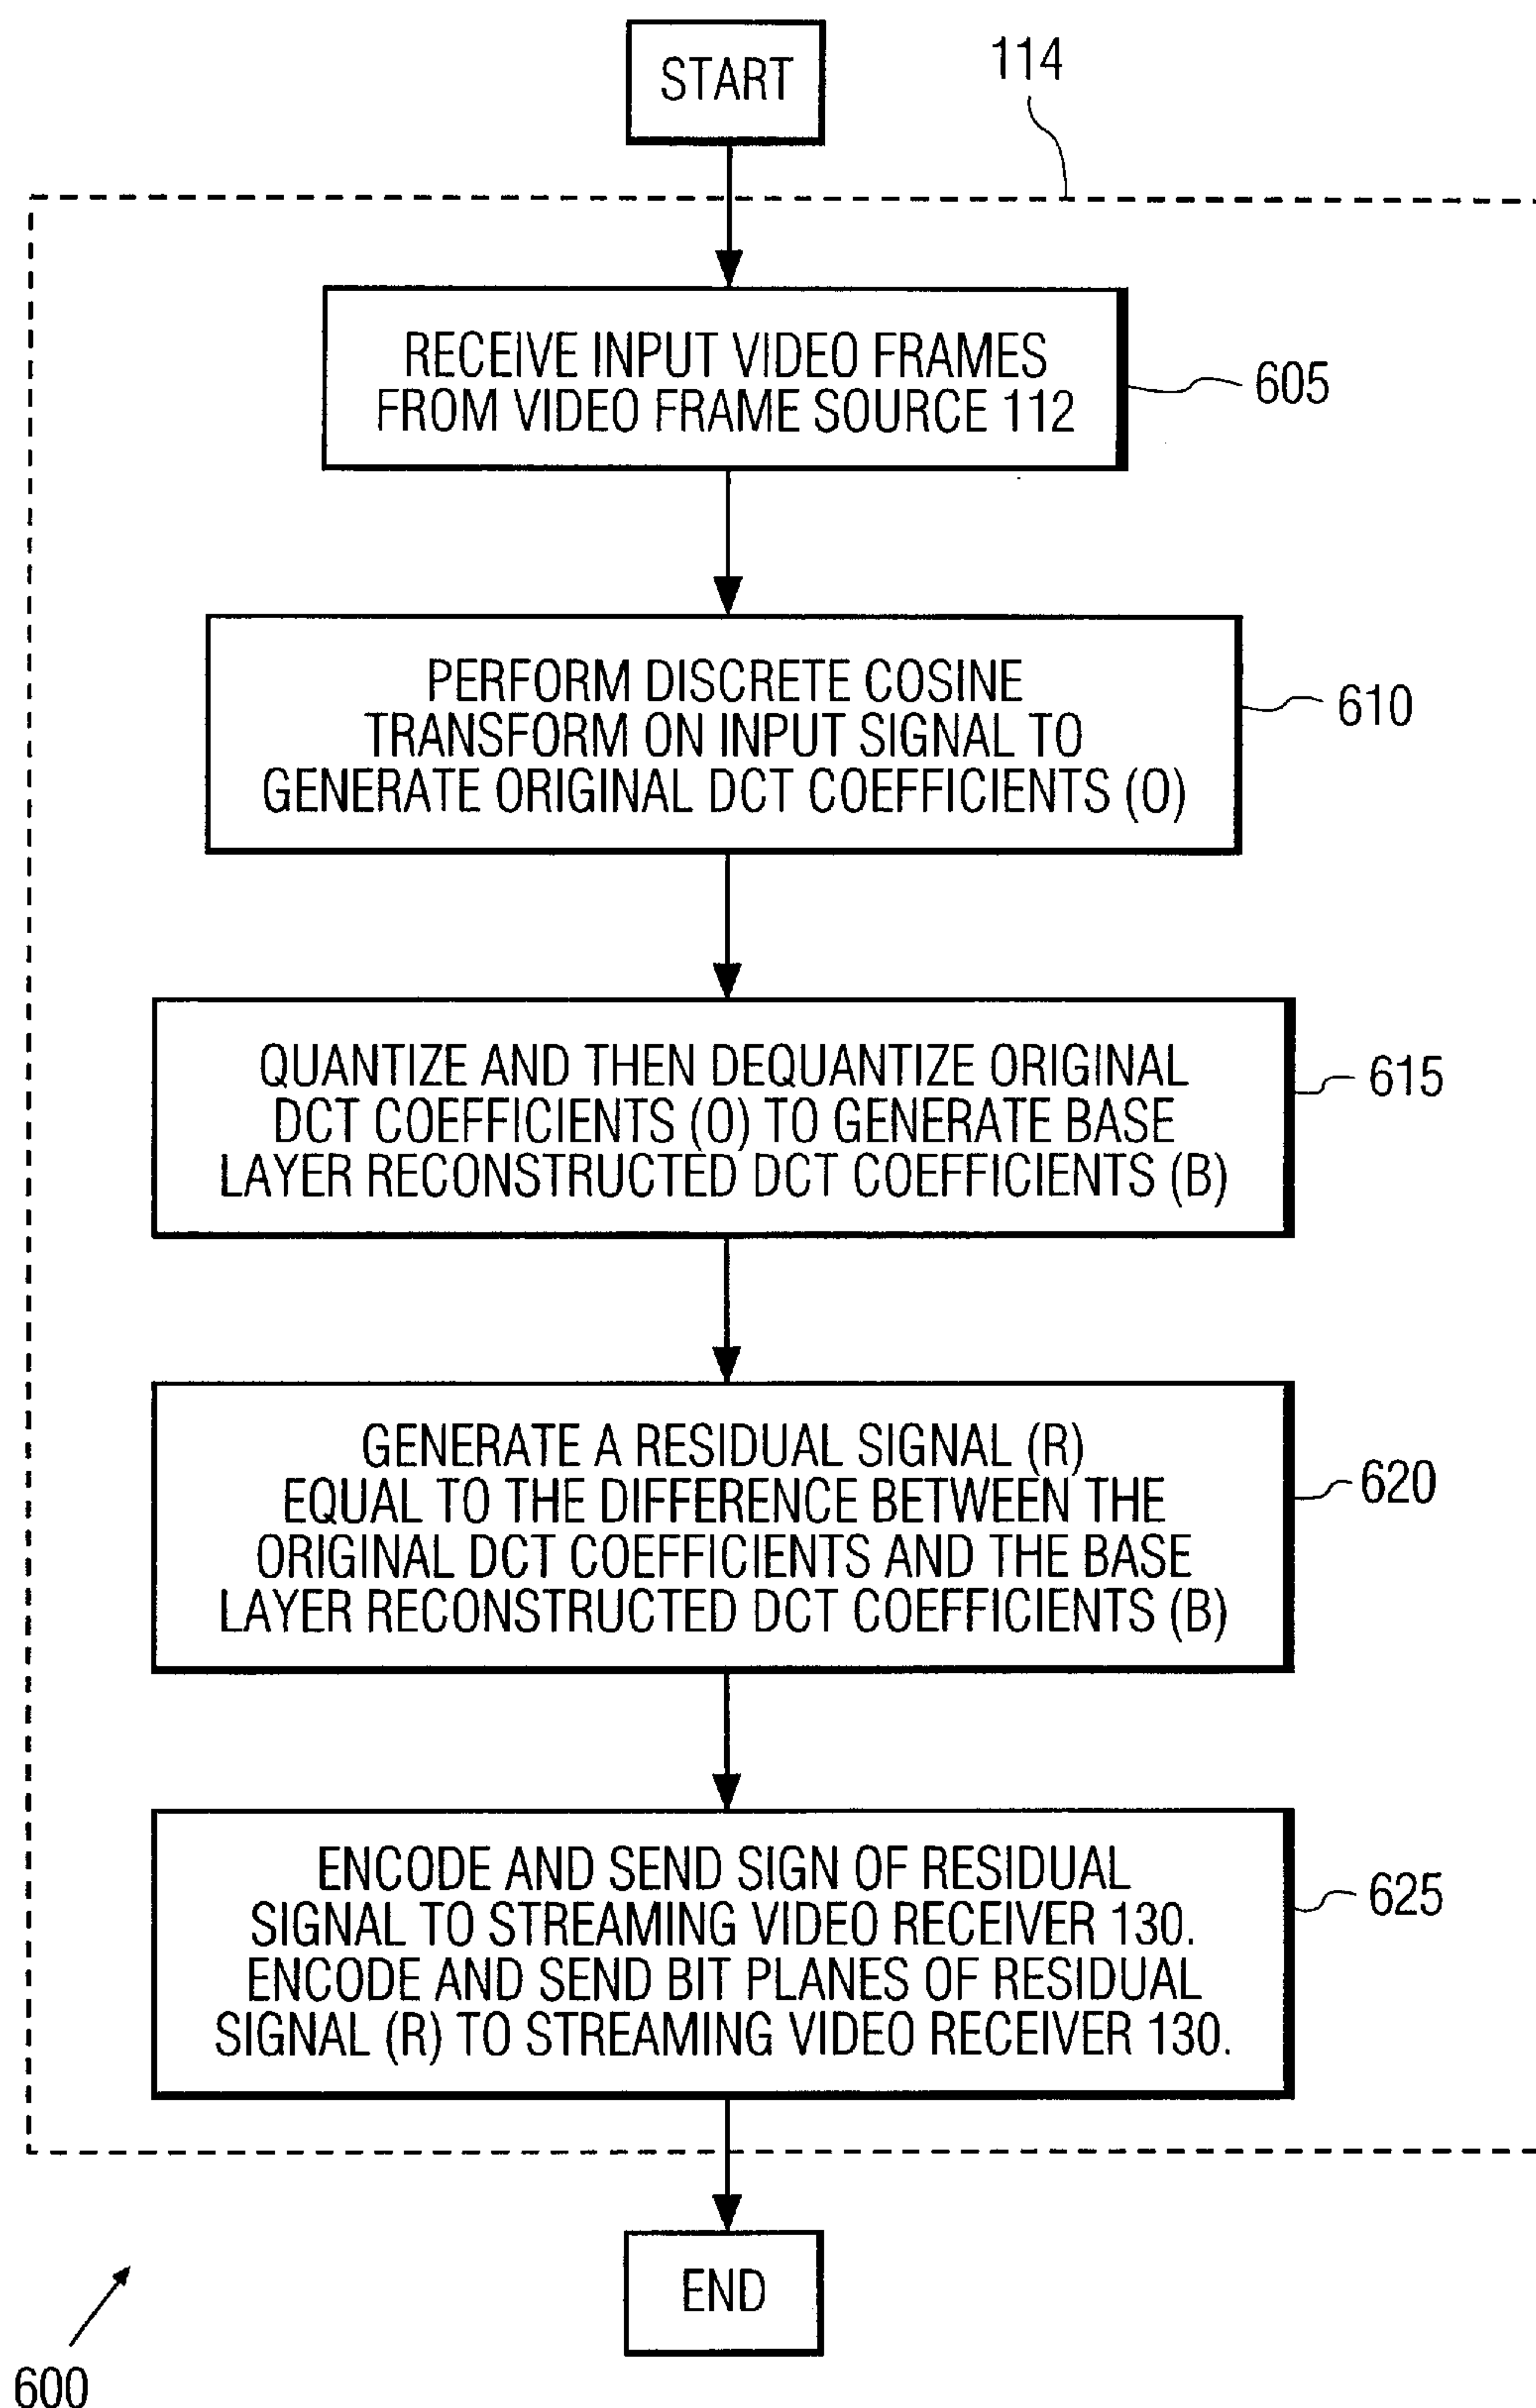 START
114
RECEIVE INPUT VIDEO FRAMES
FROM VIDEO FRAME SOURCE 112
605
PERFORM DISCRETE COSINE
TRANSFORM ON INPUT SIGNAL TO
GENERATE ORIGINAL DCT COEFFICIENTS (O)
610
QUANTIZE AND THEN DEQUANTIZE ORIGINAL
DCT COEFFICIENTS (O) TO GENERATE BASE
LAYER RECONSTRUCTED DCT COEFFICIENTS (B)
615
GENERATE A RESIDUAL SIGNAL (R)
EQUAL TO THE DIFFERENCE BETWEEN THE
ORIGINAL DCT COEFFICIENTS AND THE BASE
LAYER RECONSTRUCTED DCT COEFFICIENTS (B)
620
ENCODE AND SEND SIGN OF RESIDUAL
SIGNAL TO STREAMING VIDEO RECEIVER 130.
ENCODE AND SEND BIT PLANES OF RESIDUAL
SIGNAL (R) TO STREAMING VIDEO RECEIVER 130.
625
END
600